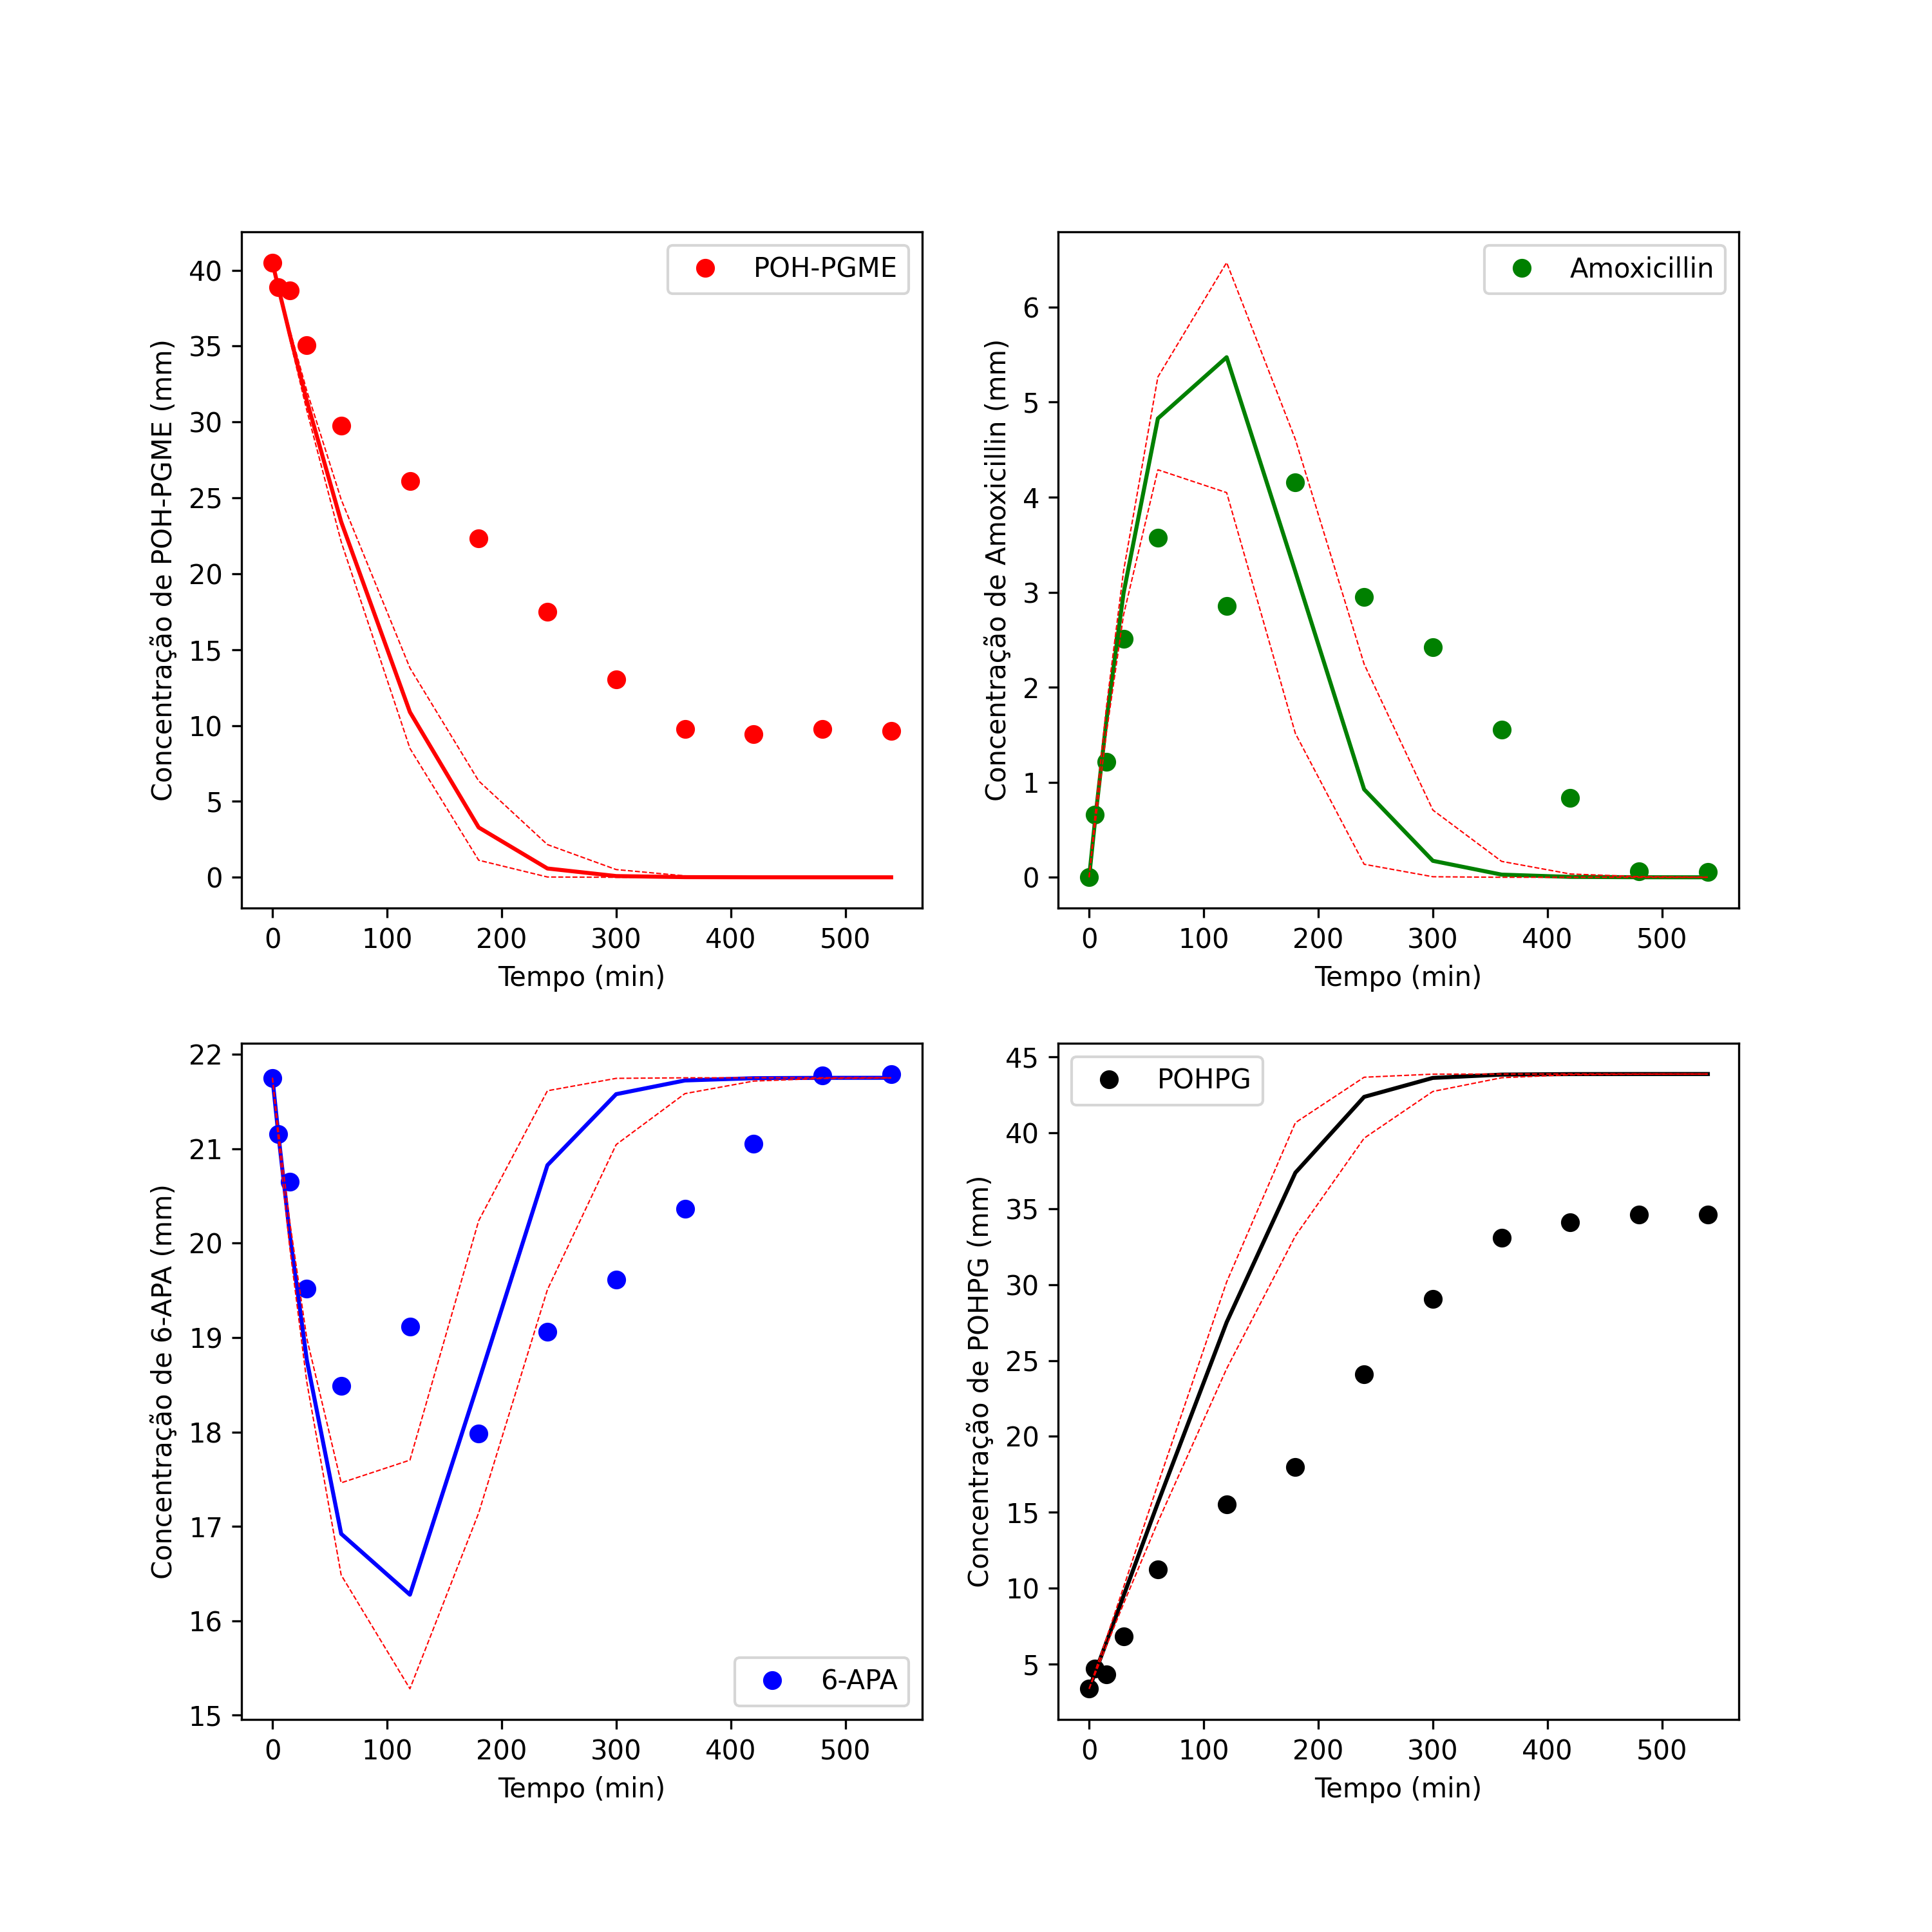 POH-PGME
Concentração de POH-PGME (mm)
40
35
30
25
20
15
10
5
0
0 100 200 300 400 500
Tempo (min)
Amoxicillin
Concentração de Amoxicillin (mm)
6
5
4
3
2
1
0
0 100 200 300 400 500
Tempo (min)
Concentração de 6-APA (mm)
22
21
20
19
18
17
16
15
6-APA
0 100 200 300 400 500
Tempo (min)
POHPG
Concentração de POHPG (mm)
45
40
35
30
25
20
15
10
5
0 100 200 300 400 500
Tempo (min)